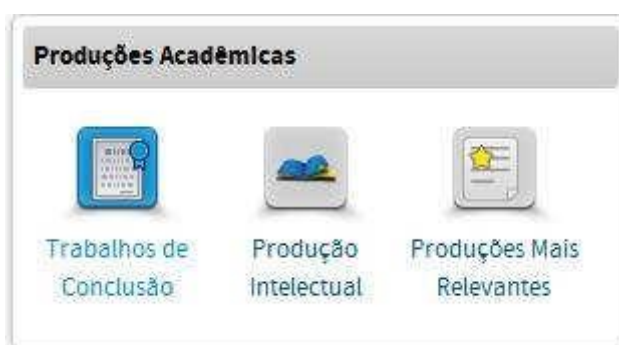 Produções Acadêmicas
Trabalhos de Produção Produções Mais
Conclusão Intelectual Relevantes